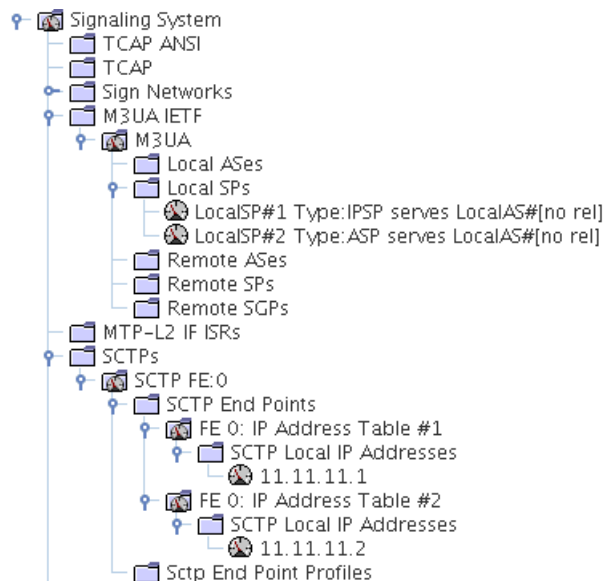 Signaling System
TCAP ANSI
TCAP
Sign Networks
M3UA IETF
M3UA
Local ASes
Local SPs
LocalSP#1 Type:IPSP serves LocalAS#[no rel]
LocalSP#2 Type:ASP serves LocalAS#[no rel]
Remote ASes
Remote SPs
Remote SGPs
MTP-L2 IF ISRs
SCTPs
SCTP FE:0
SCTP End Points
FE 0: IP Address Table #1
SCTP Local IP Addresses
11.11.11.1
FE 0: IP Address Table #2
SCTP Local IP Addresses
11.11.11.2
Sctp End Point Profiles